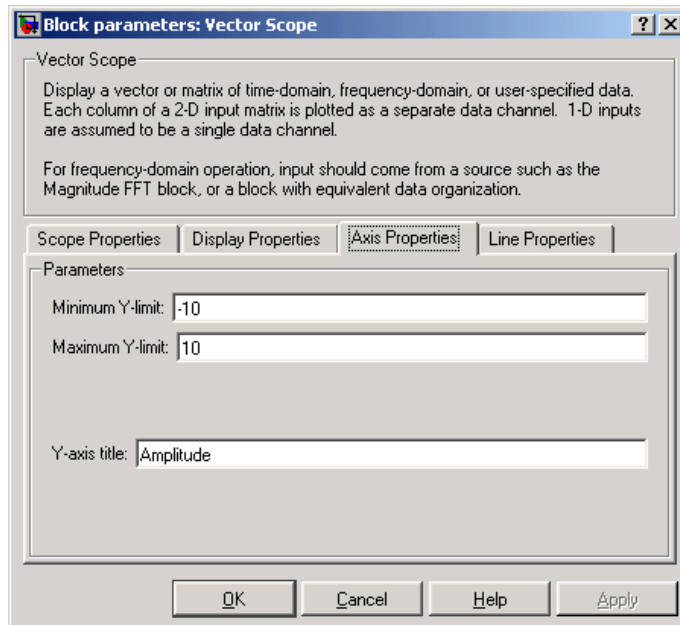 Block parameters: Vector Scope
Vector Scope
Display a vector or matrix of time-domain, frequency-domain, or user-specified data.
Each column of a 2-D input matrix is plotted as a separate data channel. 1-D inputs
are assumed to be a single data channel.
For frequency-domain operation, input should come from a source such as the
Magnitude FFT block, or a block with equivalent data organization.
Scope Properties Display Properties Axis Properties Line Properties
Parameters
Minimum Y-limit: -10
Maximum Y-limit: 10
Y-axis title: Amplitude
OK Cancel Help Apply